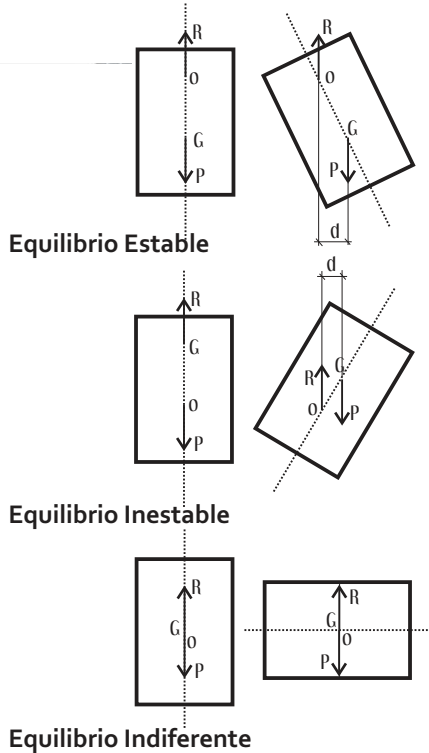 R R
o o
G G
P P
d
Equilibrio Estable
d
R
G G
R
o o
P P
Equilibrio Inestable
R R
G G
o o
P P
Equilibrio Indiferente